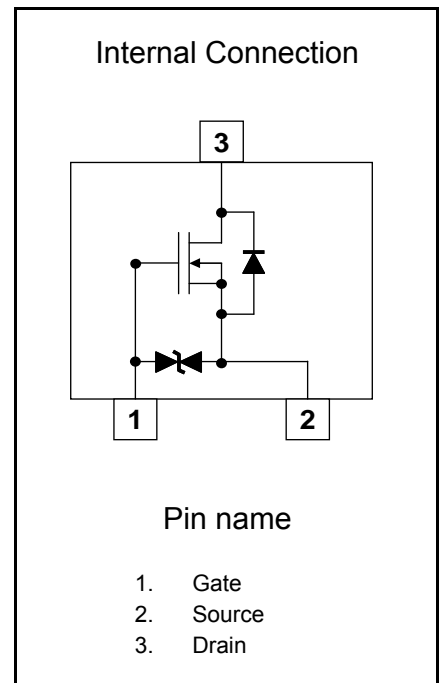 Internal Connection
3
1
2
Pin name
1. Gate
2. Source
3. Drain